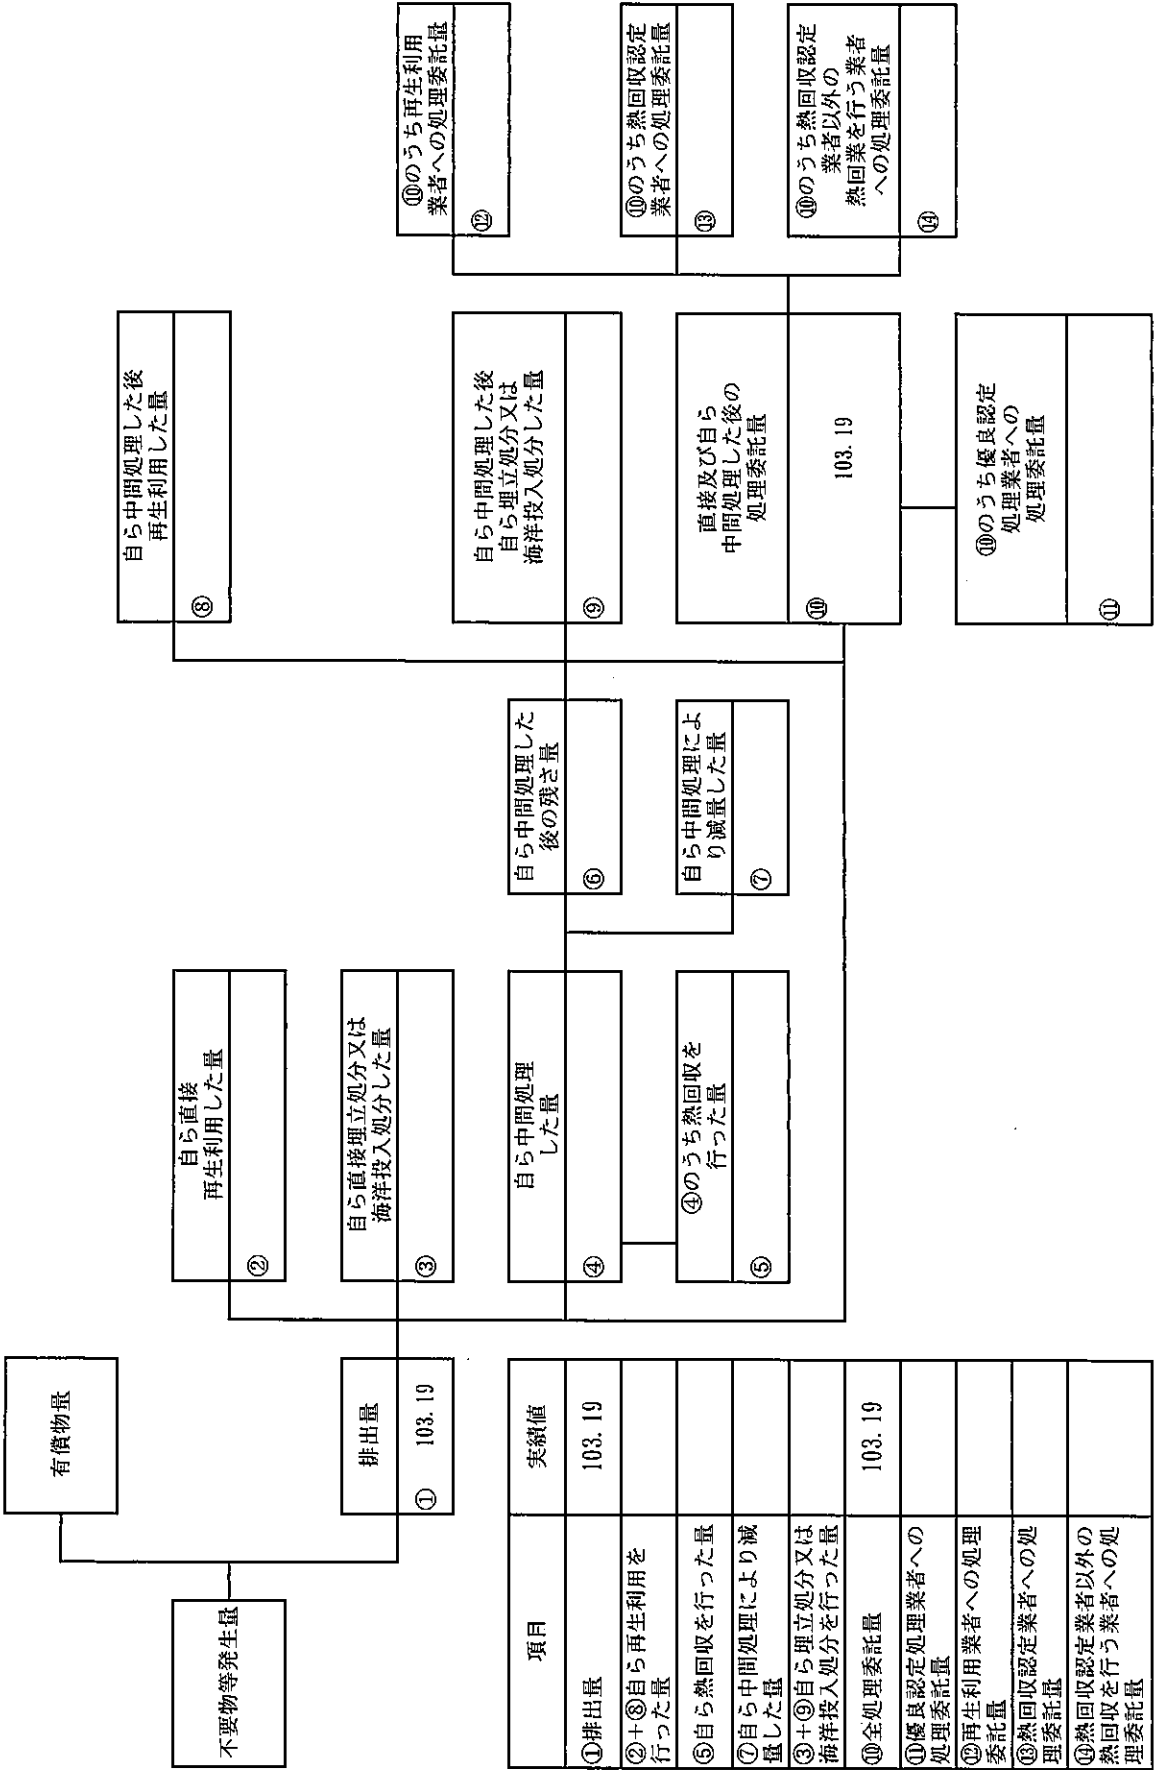 不要物等発生量
有償物量
排出量
① 103.19
自ら直接
再生利用した量
②
自ら直接埋立処分又は
海洋投入処分した量
③
自ら中間処理
した量
④
④のうち熱回収を
行った量
⑤
自ら中間処理した
後の残さ量
⑥
自ら中間処理によ
り減量した量
⑦
自ら中間処理した後
再生利用した量
⑧
自ら中間処理した後
自ら埋立処分又は
海洋投入処分した量
⑨
直接及び自ら
中間処理した後の
処理委託量
⑩ 103.19
⑩のうち優良認定
処理業者への
処理委託量
⑪
⑩のうち再生利用
業者への処理委託量
⑫
⑩のうち熱回収認定
業者への処理委託量
⑬
⑩のうち熱回収認定
業者以外の
熱回業を行う業者
への処理委託量
⑭
項目 実績値
①排出量 103.19
②+⑧自ら再生利用を
行った量
⑤自ら熱回収を行った量
⑦自ら中間処理により減
量した量
③+⑨自ら埋立処分又は
海洋投入処分を行った量
⑩全処理委託量 103.19
⑪優良認定処理業者への
処理委託量
⑫再生利用業者への処理
委託量
⑬熱回収認定業者への処
理委託量
⑭熱回収認定業者以外の
熱回収を行う業者への処
理委託量